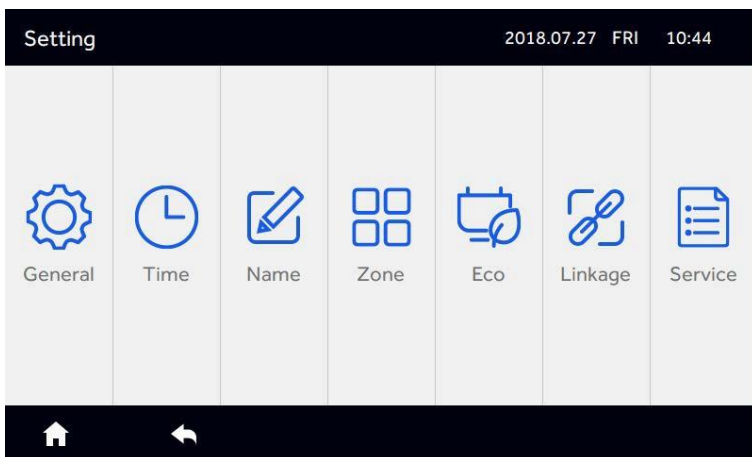 Setting 2018.07.27 FRI 10:44
General Time Name Zone Eco Linkage Service